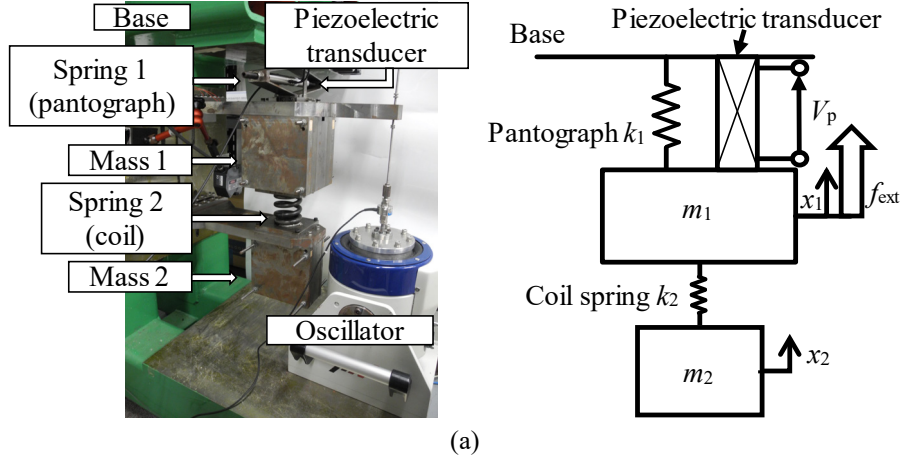 Base
Piezoelectric
transducer
Spring 1
(pantograph)
Mass 1
Spring 2
(coil)
Mass 2
Oscillator
Piezoelectric transducer
Base
Pantograph k1
Vp
x1
fext
m1
Coil spring k2
m2
x2
(a)